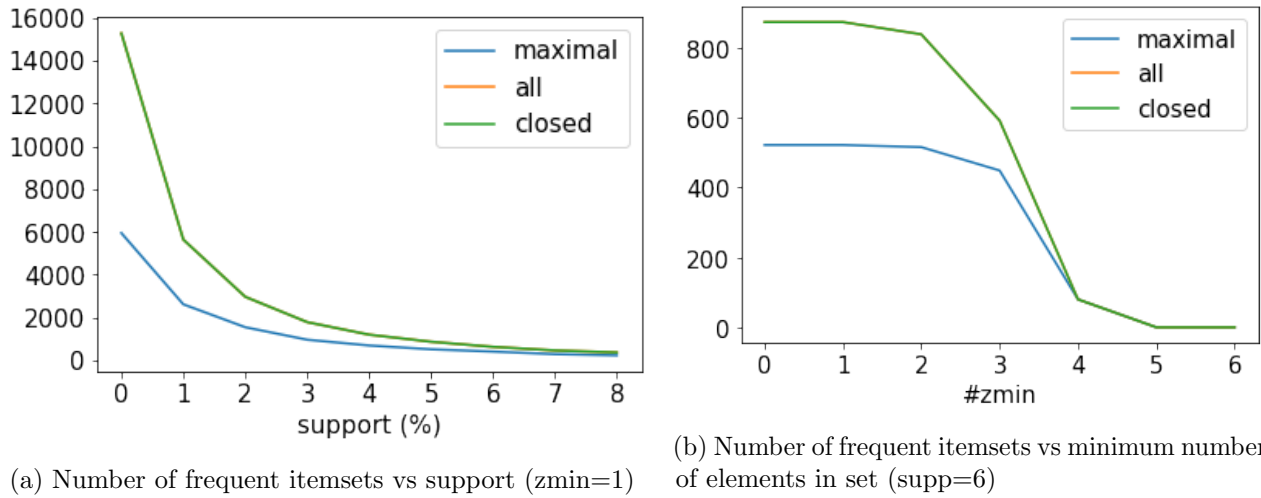 16000
14000
12000
10000
8000
6000
4000
2000
0
maximal
all
closed
0 1 2 3 4 5 6 7 8
support (%)
(a) Number of frequent itemsets vs support (zmin=1)
800
600
400
200
0
maximal
all
closed
0 1 2 3 4 5 6
#zmin
(b) Number of frequent itemsets vs minimum number
of elements in set (supp=6)